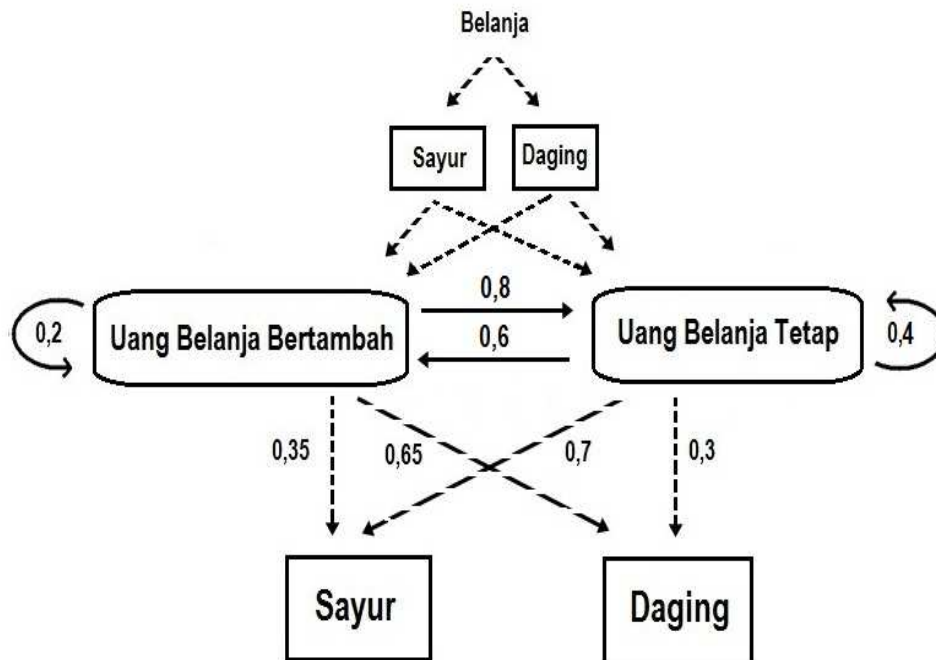 Belanja
Sayur
Daging
0,8
0,2
Uang Belanja Bertambah
0,6
Uang Belanja Tetap
0,4
0,35
0,65
0,7
0,3
Sayur
Daging